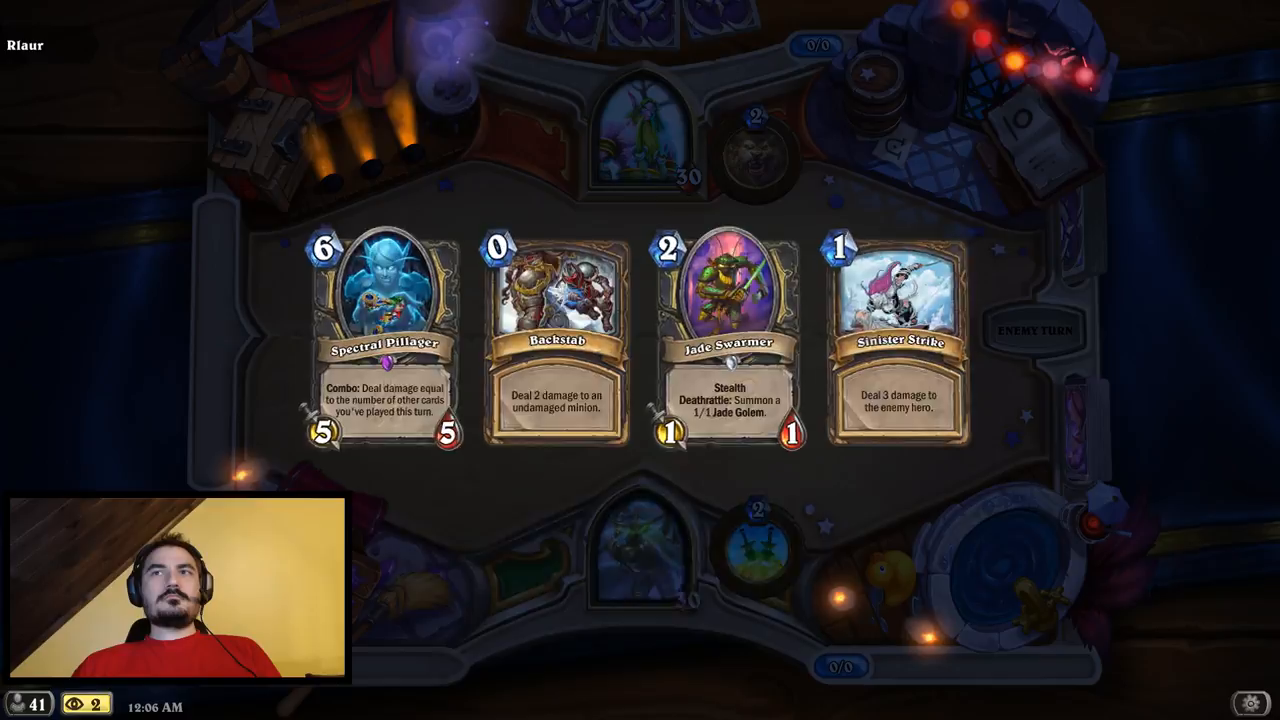 Rlaur
0/0
2
30
6
0
2
1
Spectral Pillager
Backstab
Jade Swarmer
Sinister Strike
ENEMY TURN
Combo: Deal damage equal
to the number of other cards
you've played this turn.
Deal 2 damage to an
undamaged minion.
Stealth
Deathrattle: Summon a
1/1 Jade Golem.
Deal 3 damage to
the enemy hero.
5
5
1
1
2
0/0
41
2
12:06 AM